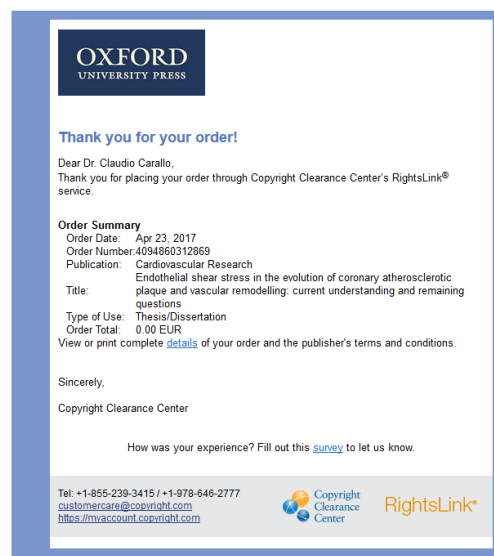 OXFORD
UNIVERSITY PRESS
Thank you for your order!
Dear Dr. Claudio Carallo,
Thank you for placing your order through Copyright Clearance Center's RightsLink®
service.
Order Summary
Order Date: Apr 23, 2017
Order Number:4094860312869
Publication: Cardiovascular Research
Endothelial shear stress in the evolution of coronary atherosclerotic
Title: plaque and vascular remodelling: current understanding and remaining
questions
Type of Use: Thesis/Dissertation
Order Total: 0.00 EUR
View or print complete details of your order and the publisher's terms and conditions.
Sincerely,
Copyright Clearance Center
How was your experience? Fill out this survey to let us know.
Tel: +1-855-239-3415 / +1-978-646-2777
customercare@copyright.com
https://myaccount.copyright.com
Copyright
Clearance
Center
RightsLink®